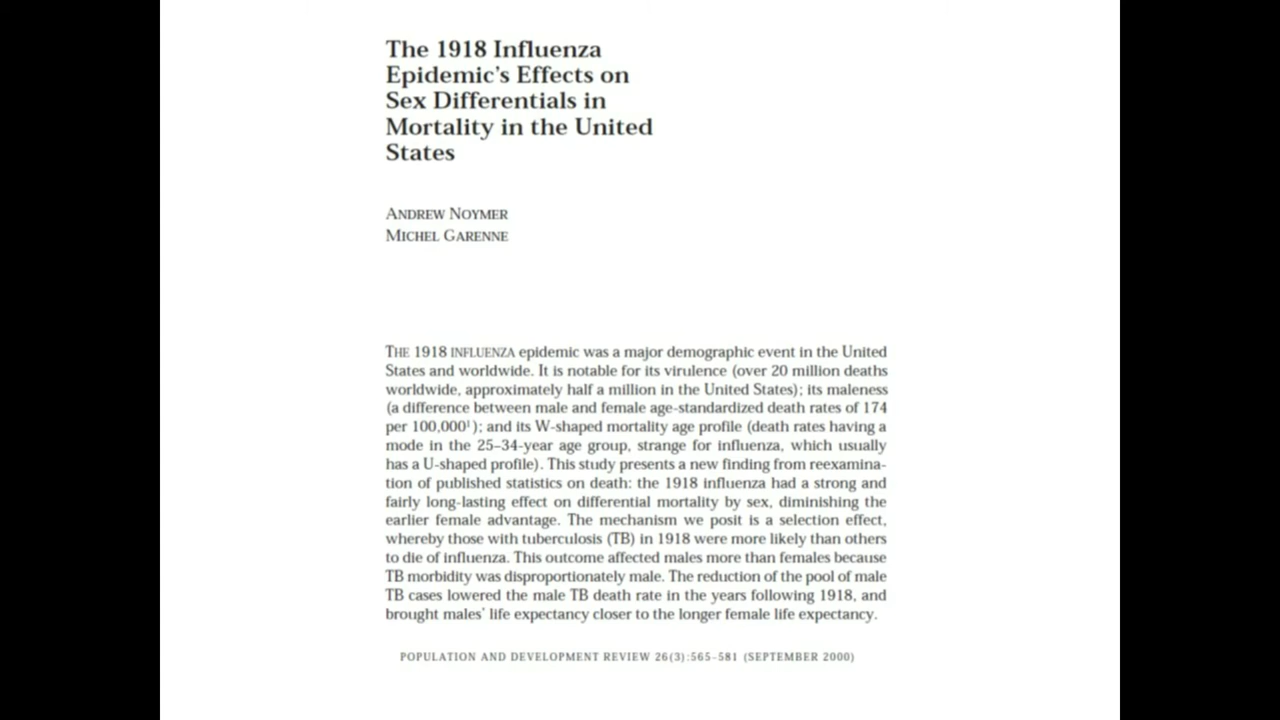 The 1918 Influenza
Epidemic’s Effects on
Sex Differentials in
Mortality in the United
States
ANDREW NOYMER
MICHEL GARENNE
THE 1918 INFLUENZA epidemic was a major demographic event in the United
States and worldwide. It is notable for its virulence (over 20 million deaths
worldwide, approximately half a million in the United States); its maleness
(a difference between male and female age-standardized death rates of 174
per 100,000¹); and its W-shaped mortality age profile (death rates having a
mode in the 25–34-year age group, strange for influenza, which usually
has a U-shaped profile). This study presents a new finding from reexamina-
tion of published statistics on death: the 1918 influenza had a strong and
fairly long-lasting effect on differential mortality by sex, diminishing the
earlier female advantage. The mechanism we posit is a selection effect,
whereby those with tuberculosis (TB) in 1918 were more likely than others
to die of influenza. This outcome affected males more than females because
TB morbidity was disproportionately male. The reduction of the pool of male
TB cases lowered the male TB death rate in the years following 1918, and
brought males’ life expectancy closer to the longer female life expectancy.
POPULATION AND DEVELOPMENT REVIEW 26(3):565–581 (SEPTEMBER 2000)